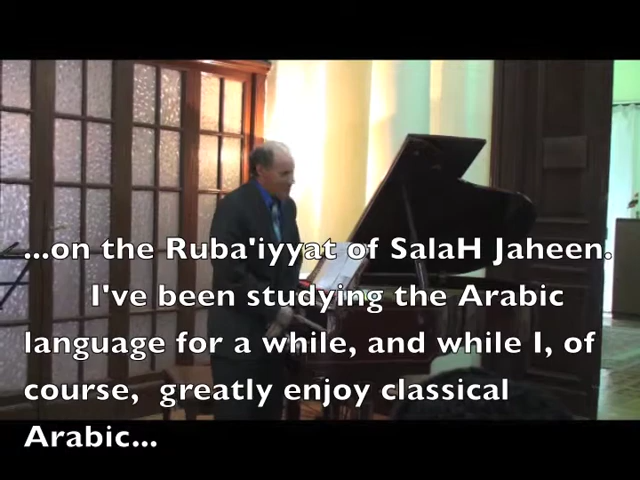 ...on the Ruba'iyyat of SalaH Jaheen.
I've been studying the Arabic
language for a while, and while I, of
course, greatly enjoy classical
Arabic...